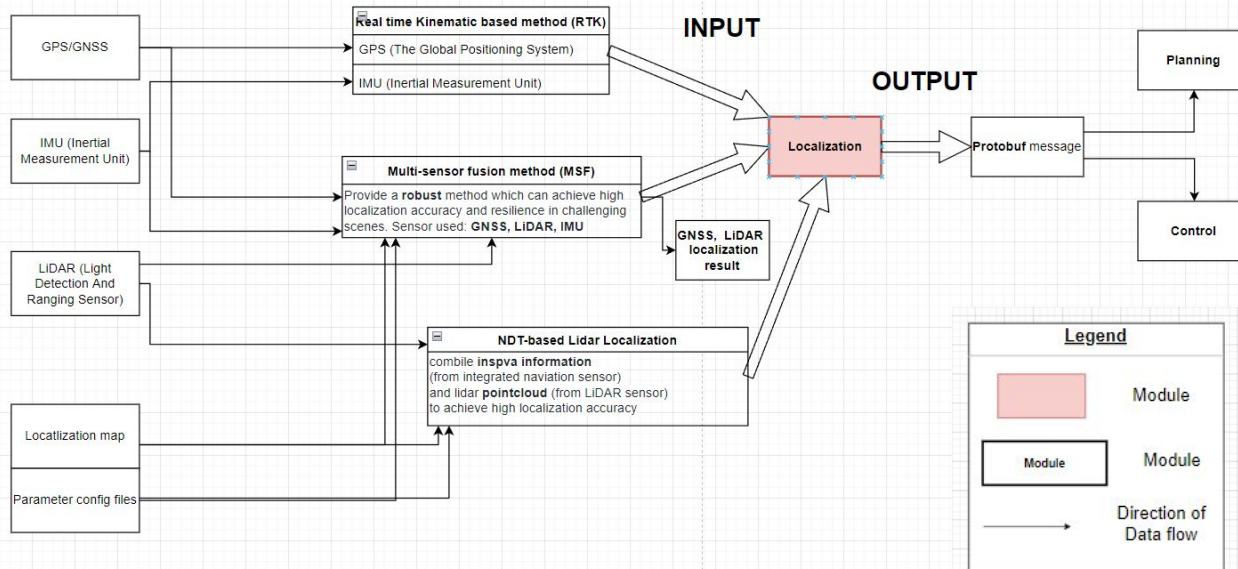 GPS/GNSS
IMU (Inertial
Measurement Unit)
LiDAR (Light
Detection And
Ranging Sensor)
Locatlization map
Parameter config files
Real time Kinematic based method (RTK)
GPS (The Global Positioning System)
IMU (Inertial Measurement Unit)
Multi-sensor fusion method (MSF)
Provide a robust method which can achieve high
localization accuracy and resilience in challenging
scenes. Sensor used: GNSS, LiDAR, IMU
GNSS, LiDAR
localization
result
NDT-based Lidar Localization
combile inspva information
(from integrated naviation sensor)
and lidar pointcloud (from LiDAR sensor)
to achieve high localization accuracy
INPUT
Localization
OUTPUT
Protobuf message
Planning
Control
Legend
Module
Module
Module
Direction of
Data flow